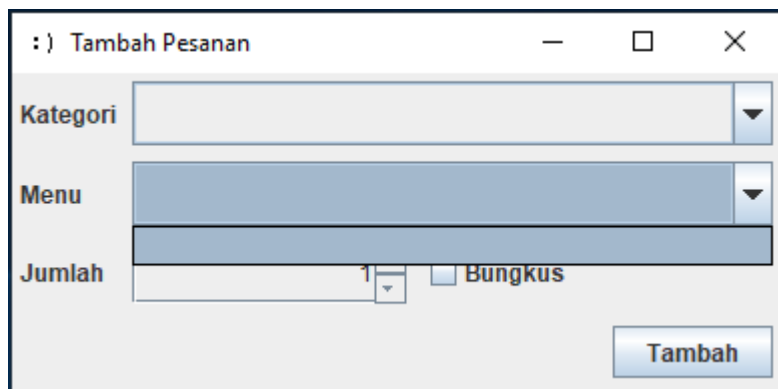 :) Tambah Pesanan
Kategori
Menu
Jumlah 1 Bungkus
Tambah